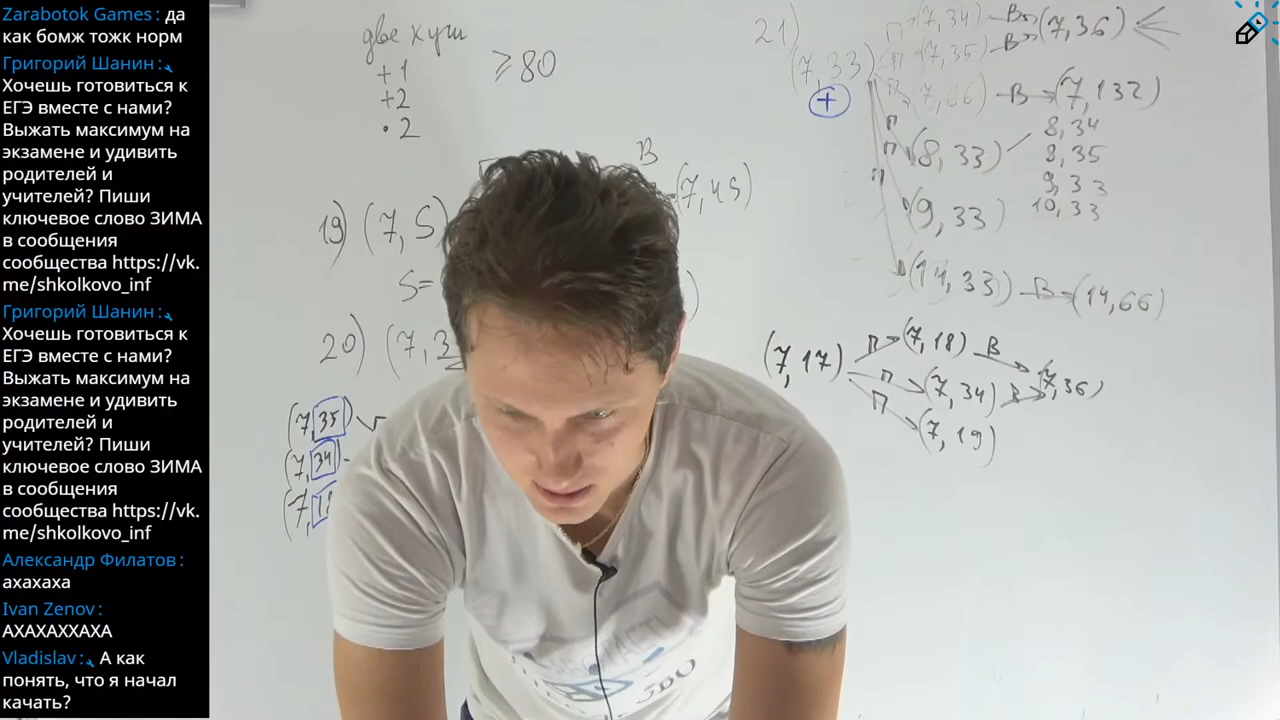 Zarabotok Games : да
как бомж тожк норм
Григорий Шанин :
Хочешь готовиться к
ЕГЭ вместе с нами?
Выжать максимум на
экзамене и удивить
родителей и
учителей? Пиши
ключевое слово ЗИМА
в сообщения
сообщества https://vk.
me/shkolkovo_inf
Григорий Шанин :
Хочешь готовиться к
ЕГЭ вместе с нами?
Выжать максимум на
экзамене и удивить
родителей и
учителей? Пиши
ключевое слово ЗИМА
в сообщения
сообщества https://vk.
me/shkolkovo_inf
Александр Филатов :
ахахаха
Ivan Zenov :
АХАХАХХАХА
Vladislav : А как
понять, что я начал
качать?
две кучи
+1
+2
·2
≥80
19) (7, S)
В
(7, 45)
S=
20) (7, 3
(7, 35)
(7, 34)
(7, 18
21)
(7, 33)
+
П (7, 34) В (7, 36)
П (7, 35) В
П (7, 66) В (7, 132)
П (8, 33)
8, 34
8, 35
9, 33
10, 33
П (9, 33)
П (14, 33) В (14, 66)
(7, 17)
П (7, 18) В
П (7, 34) В (7, 36)
П (7, 19)